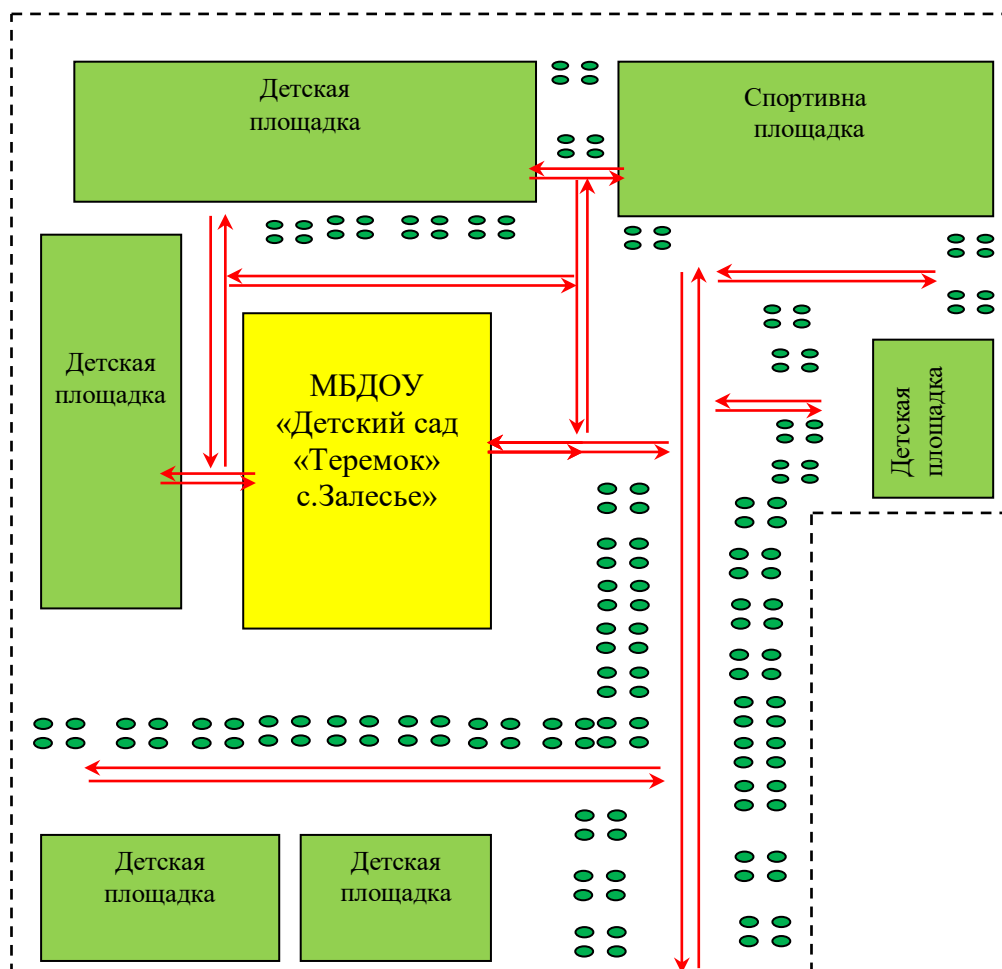 Детская
площадка
Спортивна
площадка
Детская
площадка
МБДОУ
«Детский сад
«Теремок»
с.Залесье»
Детская
площадка
Детская
площадка
Детская
площадка